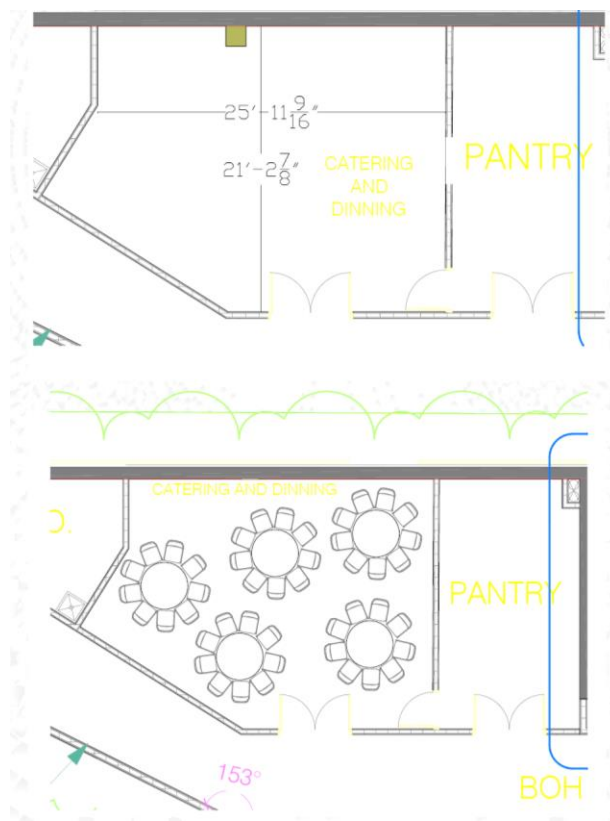 25'-11 9/16"
21'-2 7/8"
CATERING
AND
DINNING
PANTRY
CATERING AND DINNING
O.
PANTRY
153°
BOH